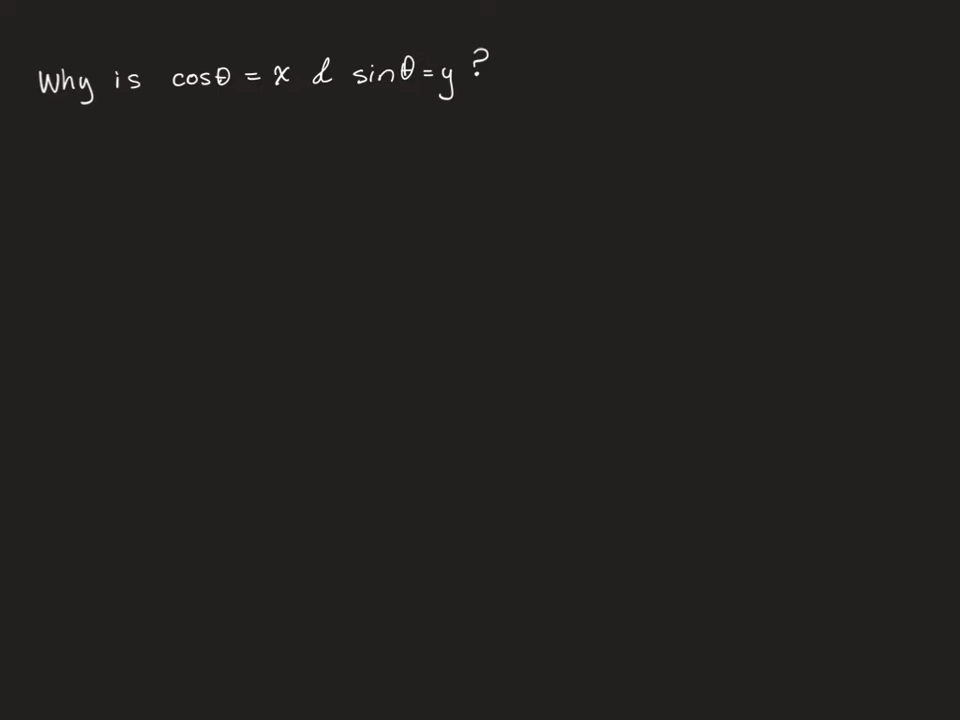 Why is cosθ = x & sinθ = y ?